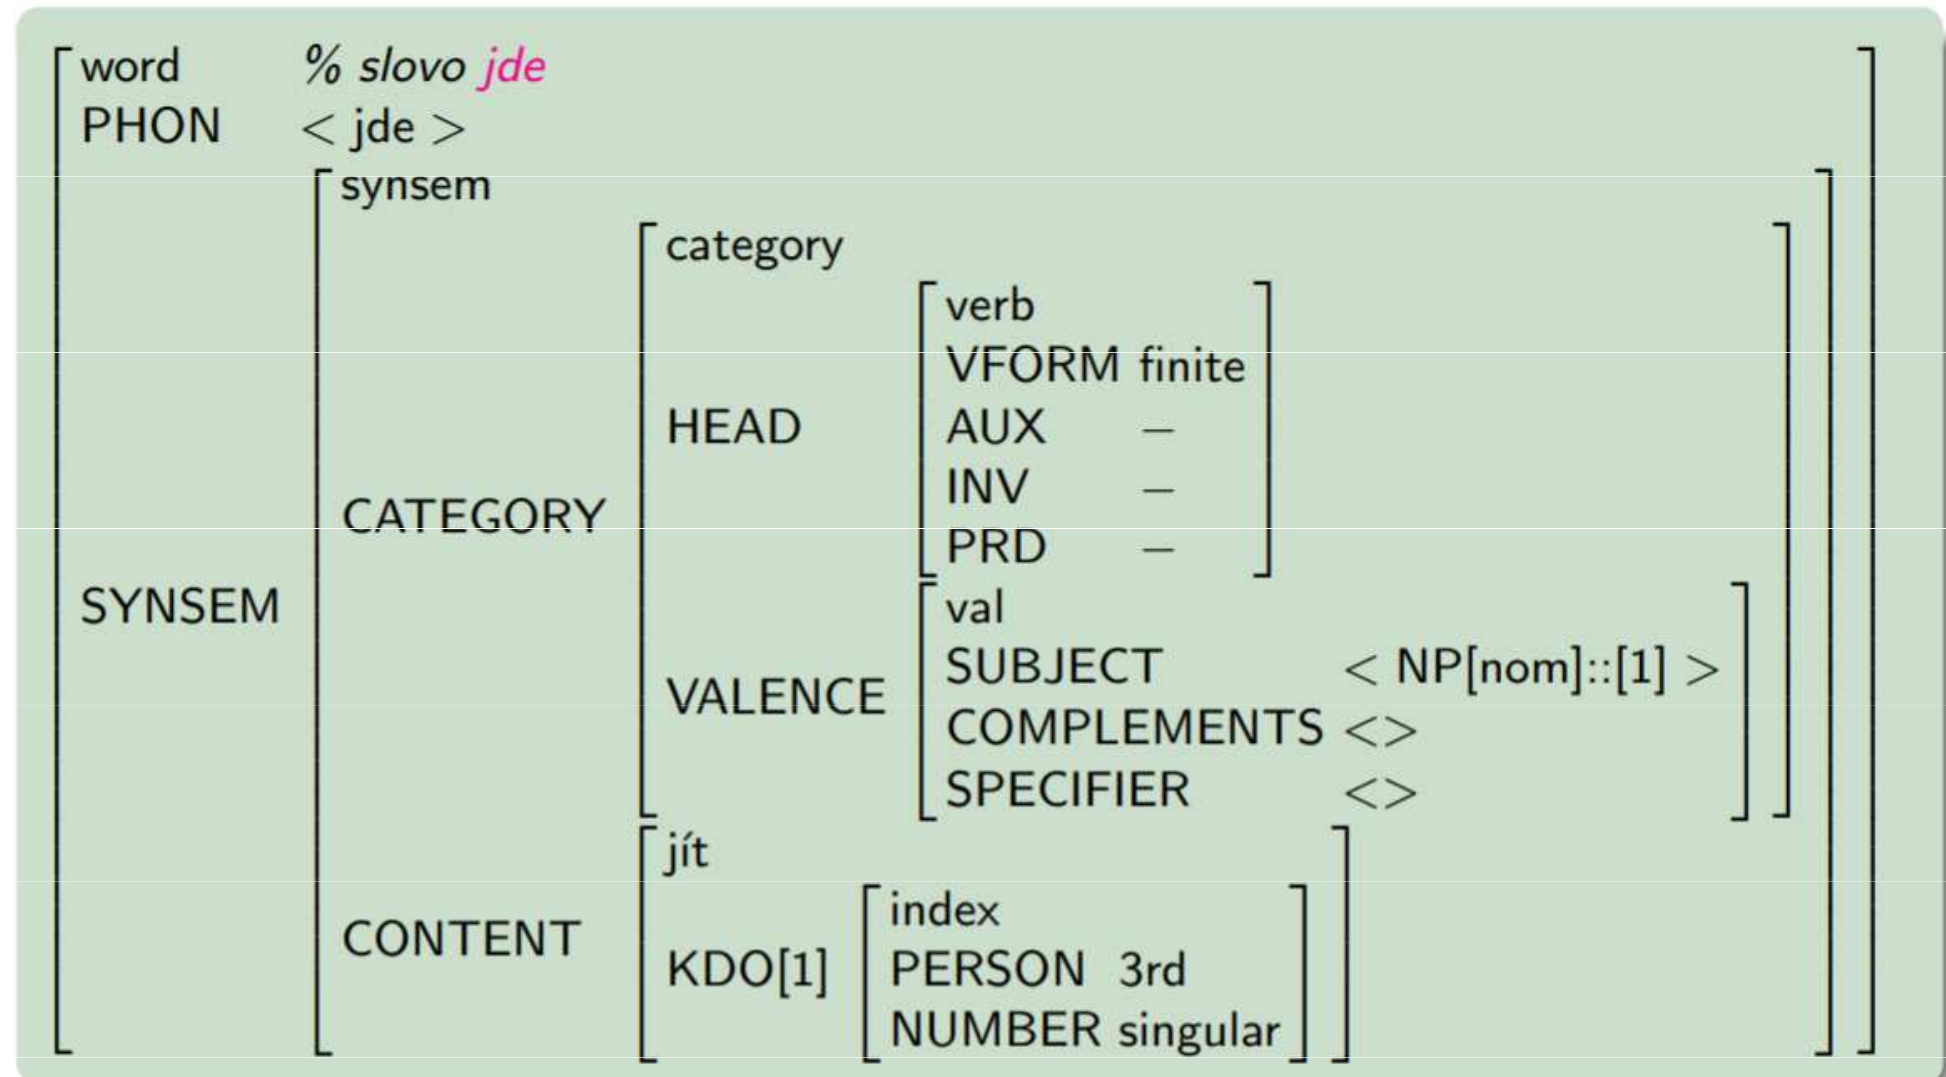 word % slovo jde
PHON < jde >
synsem
category
verb
VFORM finite
HEAD AUX –
INV –
CATEGORY
PRD –
SYNSEM val
SUBJECT < NP[nom]::[1] >
VALENCE
COMPLEMENTS <>
SPECIFIER <>
jít
index
CONTENT
KDO[1] PERSON 3rd
NUMBER singular